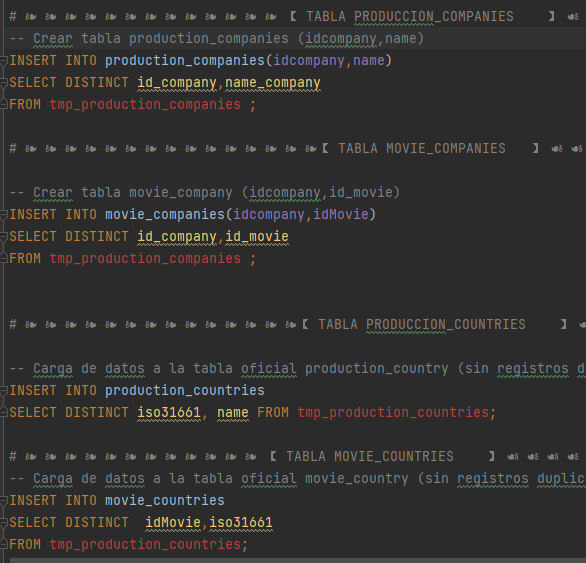 # ❧ ❧ ❧ ❧ ❧ ❧ ❧ ❧ ❧ ❧ ❧ ❧ ❧ 【 TABLA PRODUCCION_COMPANIES 】 ☙
-- Crear tabla production_companies (idcompany,name)
INSERT INTO production_companies(idcompany,name)
SELECT DISTINCT id_company,name_company
FROM tmp_production_companies ;
# ❧ ❧ ❧ ❧ ❧ ❧ ❧ ❧ ❧ ❧ ❧ ❧ ❧ ❧ ❧【 TABLA MOVIE_COMPANIES 】 ☙ ☙
-- Crear tabla movie_company (idcompany,id_movie)
INSERT INTO movie_companies(idcompany,idMovie)
SELECT DISTINCT id_company,id_movie
FROM tmp_production_companies ;
# ❧ ❧ ❧ ❧ ❧ ❧ ❧ ❧ ❧ ❧ ❧ ❧ ❧ ❧【 TABLA PRODUCCION_COUNTRIES 】 ☙
-- Carga de datos a la tabla oficial production_country (sin registros d
INSERT INTO production_countries
SELECT DISTINCT iso31661, name FROM tmp_production_countries;
# ❧ ❧ ❧ ❧ ❧ ❧ ❧ ❧ ❧ ❧ ❧ ❧ 【 TABLA MOVIE_COUNTRIES 】 ☙ ☙ ☙ ☙
-- Carga de datos a la tabla oficial movie_country (sin registros duplic
INSERT INTO movie_countries
SELECT DISTINCT  idMovie,iso31661
FROM tmp_production_countries;